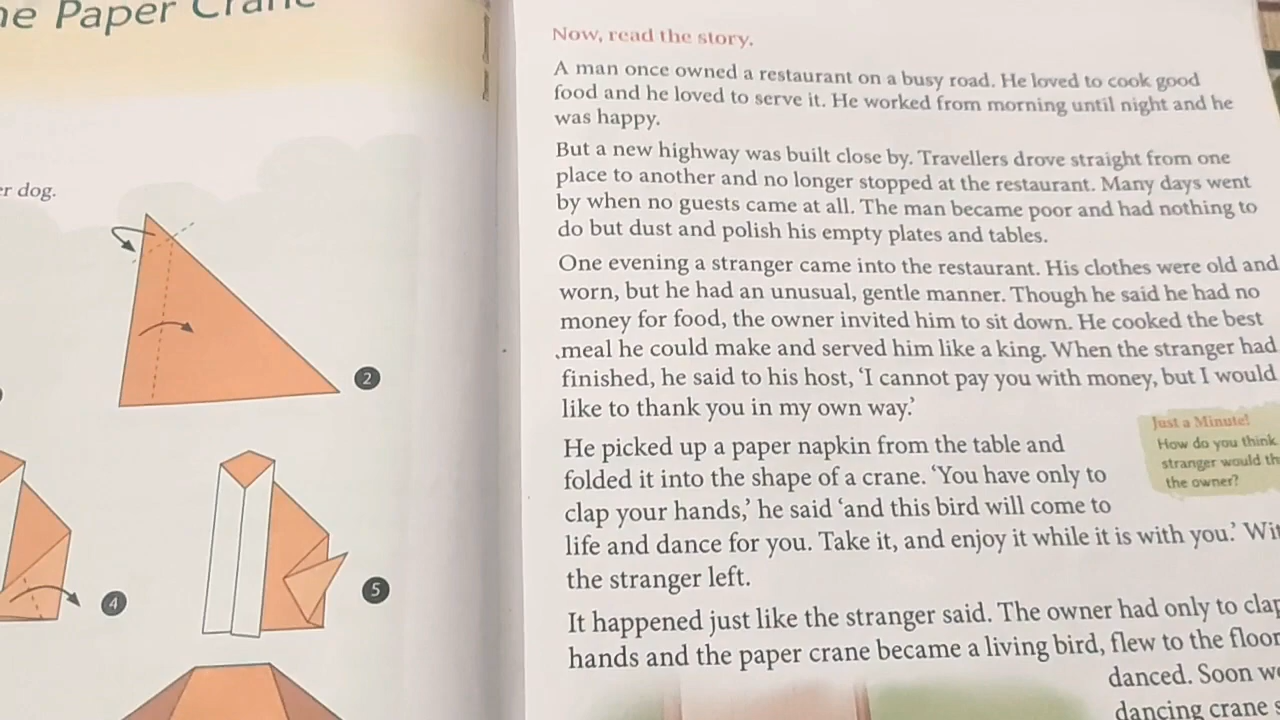 Paper Crane
er dog.
2
4
5
Now, read the story.
A man once owned a restaurant on a busy road. He loved to cook good
food and he loved to serve it. He worked from morning until night and he
was happy.
But a new highway was built close by. Travellers drove straight from one
place to another and no longer stopped at the restaurant. Many days went
by when no guests came at all. The man became poor and had nothing to
do but dust and polish his empty plates and tables.
One evening a stranger came into the restaurant. His clothes were old and
worn, but he had an unusual, gentle manner. Though he said he had no
money for food, the owner invited him to sit down. He cooked the best
meal he could make and served him like a king. When the stranger had
finished, he said to his host, ‘I cannot pay you with money, but I would
like to thank you in my own way.’
He picked up a paper napkin from the table and
folded it into the shape of a crane. ‘You have only to
clap your hands,’ he said ‘and this bird will come to
life and dance for you. Take it, and enjoy it while it is with you.’
the stranger left.
Just a Minute!
How do you think
stranger would
the owner?
It happened just like the stranger said. The owner had only to clap
hands and the paper crane became a living bird, flew to the floor
danced. Soon
dancing crane